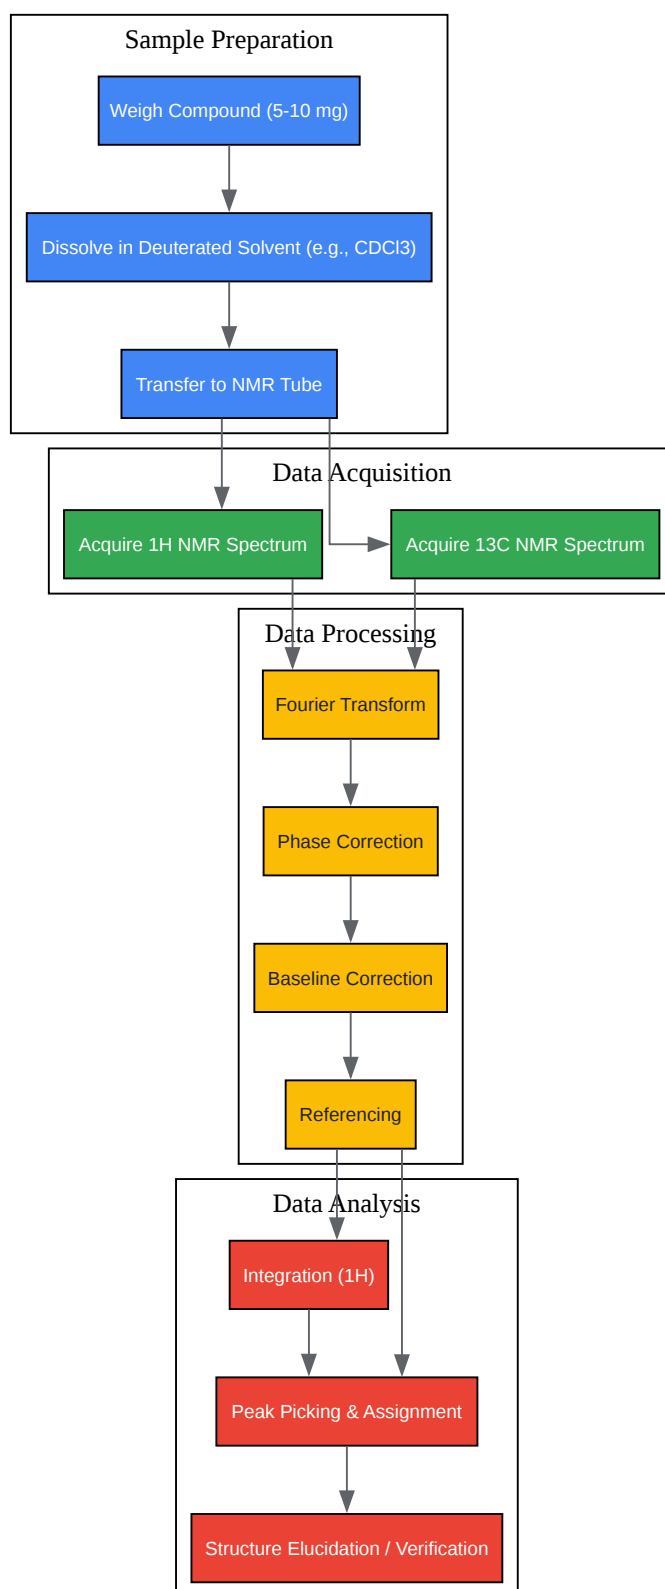 Sample Preparation
Weigh Compound (5-10 mg)
Dissolve in Deuterated Solvent (e.g., CDCl3)
Transfer to NMR Tube
Data Acquisition
Acquire 1H NMR Spectrum
Acquire 13C NMR Spectrum
Data Processing
Fourier Transform
Phase Correction
Baseline Correction
Referencing
Data Analysis
Integration (1H)
Peak Picking & Assignment
Structure Elucidation / Verification